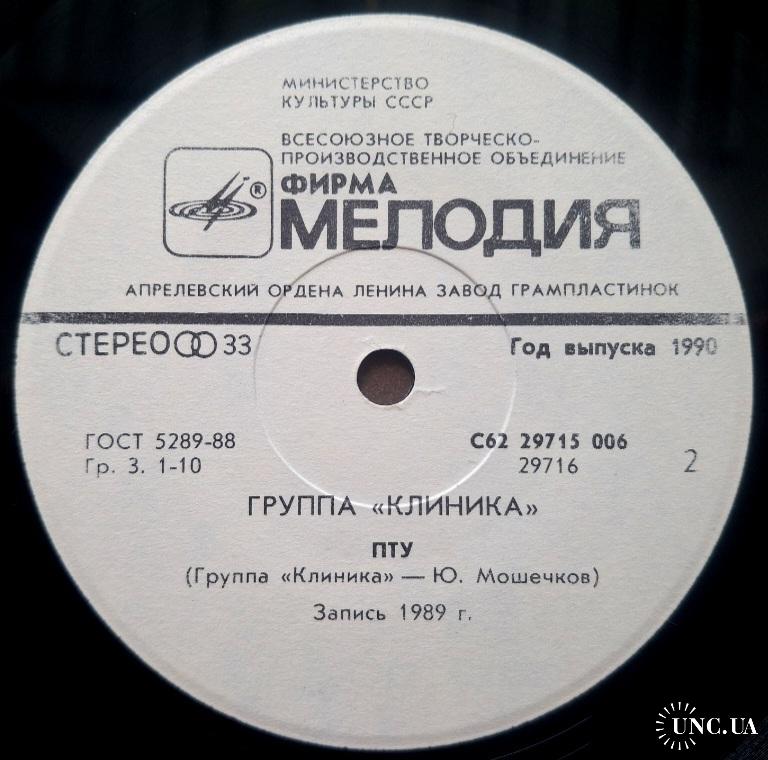 МИНИСТЕРСТВО
КУЛЬТУРЫ СССР
ВСЕСОЮЗНОЕ ТВОРЧЕСКО-
ПРОИЗВОДСТВЕННОЕ ОБЪЕДИНЕНИЕ
®
ФИРМА
МЕЛОДИЯ
АПРЕЛЕВСКИЙ ОРДЕНА ЛЕНИНА ЗАВОД ГРАМПЛАСТИНОК
СТЕРЕО 33
Год выпуска 1990
ГОСТ 5289-88
С62 29715 006
Гр. 3. 1-10
29716
2
ГРУППА «КЛИНИКА»
ПТУ
(Группа «Клиника» — Ю. Мошечков)
Запись 1989 г.
UNC.UA